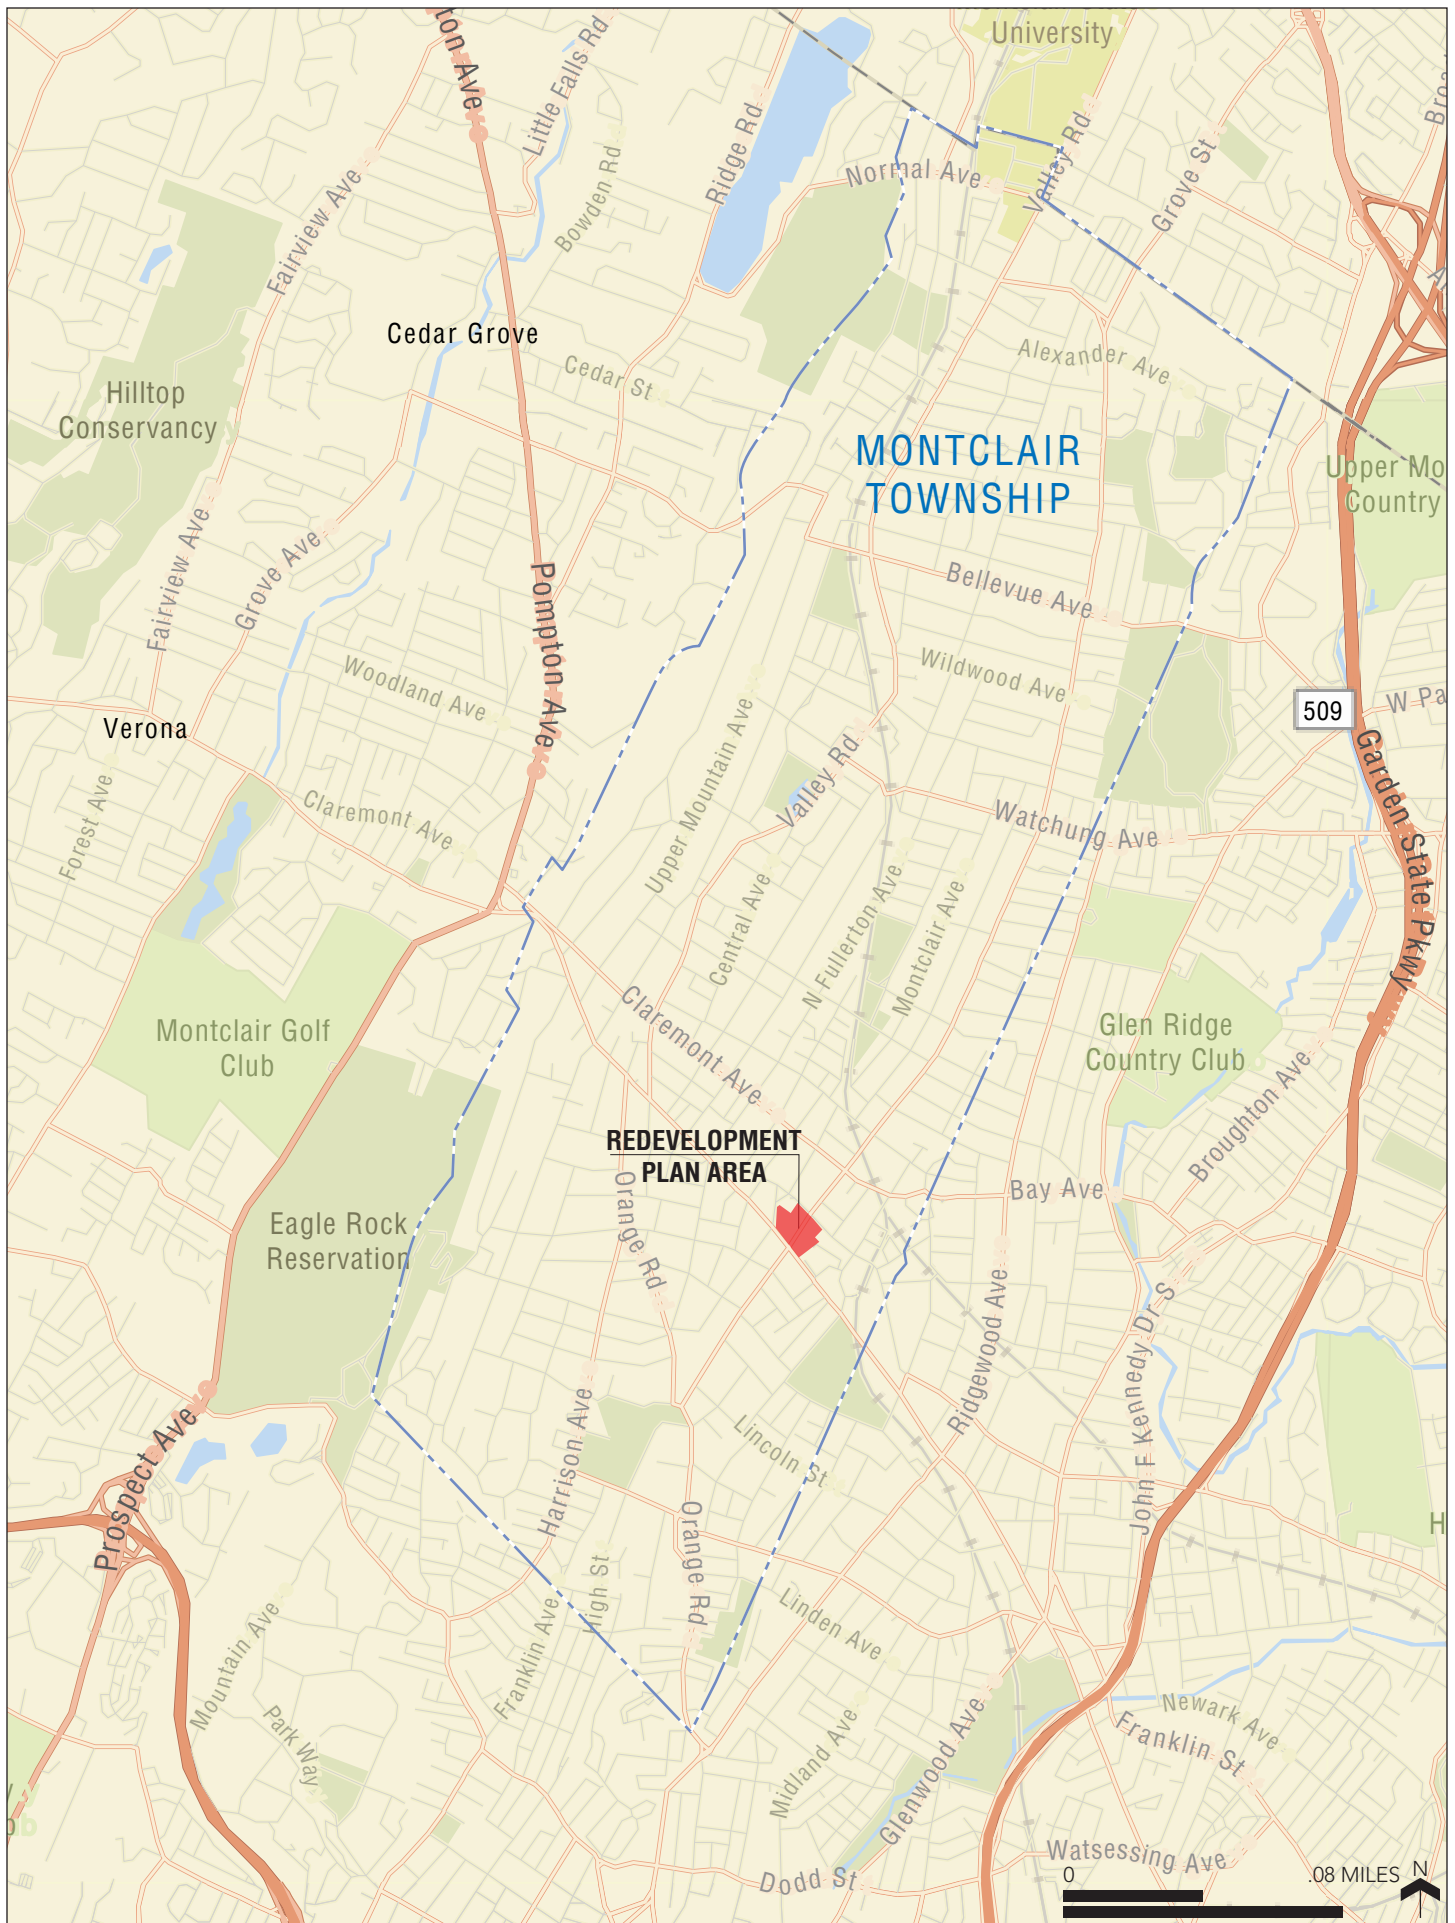 University
ton Ave
Little Falls Rd
Ridge Rd
Bowden Rd
Fairview Ave
Normal Ave
Valley Rd
Grove St
Cedar Grove
Cedar St
Alexander Ave
Hilltop
Conservancy
MONTCLAIR
TOWNSHIP
Upper Mo
Country
Fairview Ave
Grove Ave
Pompton Ave
Bellevue Ave
Woodland Ave
Wildwood Ave
Upper Mountain Ave
509
W Pa
Verona
Garden State Pkwy
Forest Ave
Claremont Ave
Valley Rd
Watchung Ave
Central Ave
N Fullerton Ave
Montclair Ave
Claremont Ave
Montclair Golf
Club
Glen Ridge
Country Club
Broughton Ave
REDEVELOPMENT
PLAN AREA
Orange Rd
Bay Ave
Eagle Rock
Reservation
Ridgewood Ave
John F Kennedy Dr S
Prospect Ave
Harrison Ave
Lincoln St
Orange Rd
H
High St
Franklin Ave
Linden Ave
Mountain Ave
Park Way
Midland Ave
Glenwood Ave
Newark Ave
Franklin St
Watsessing Ave
Dodd St
0
.08 MILES
N